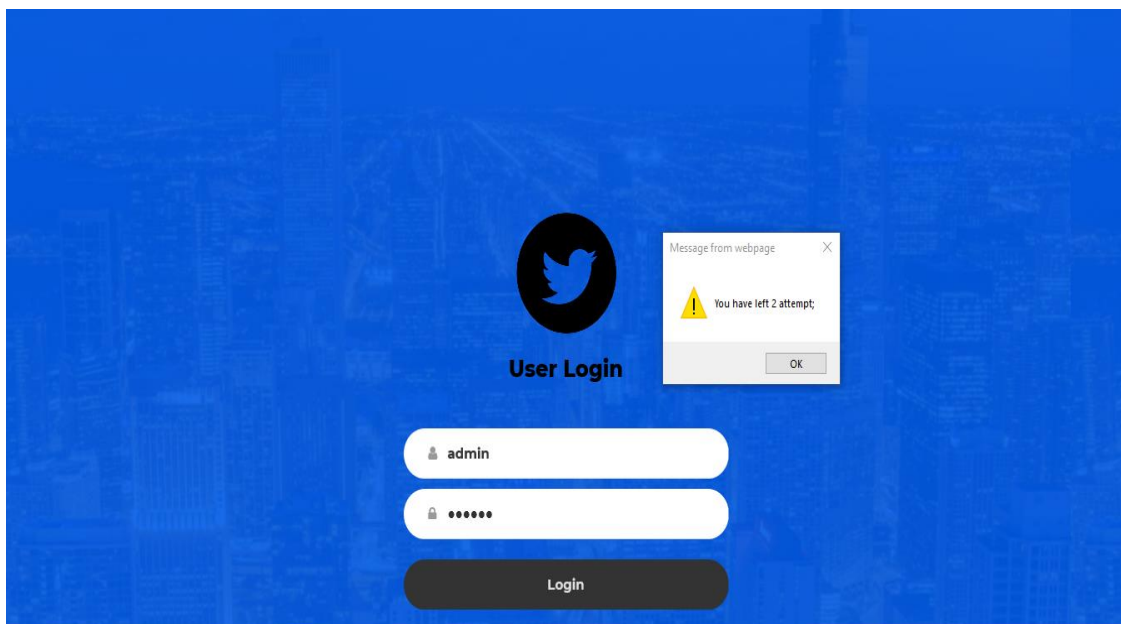 Message from webpage
You have left 2 attempt;
OK
User Login
admin
••••••
Login